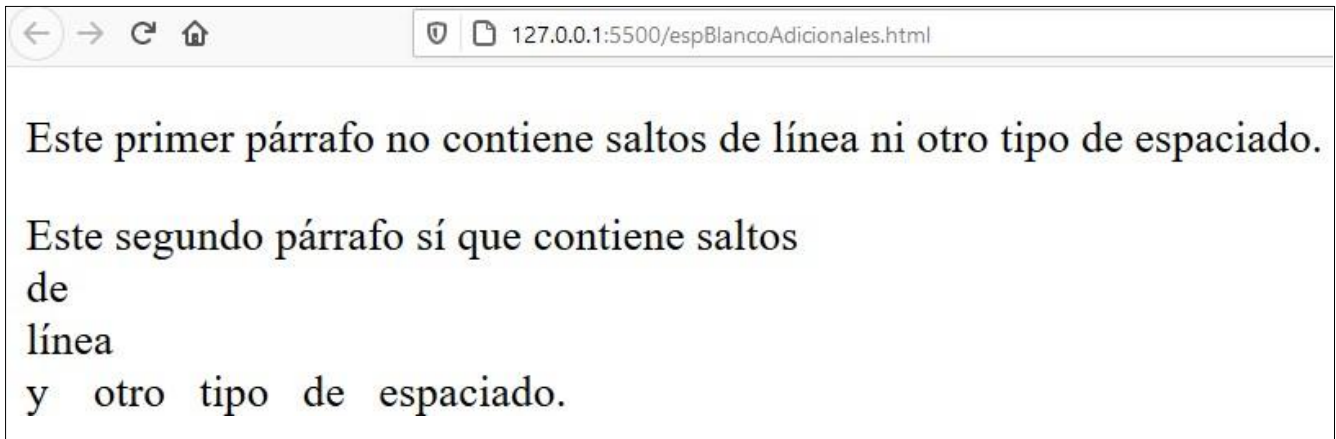 127.0.0.1:5500/espBlancoAdicionales.html
Este primer párrafo no contiene saltos de línea ni otro tipo de espaciado.
Este segundo párrafo sí que contiene saltos
de
línea
y otro tipo de espaciado.